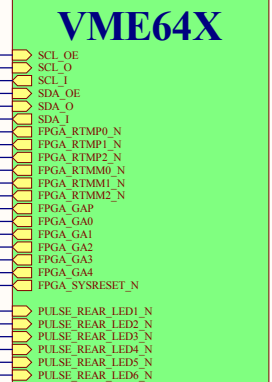 VME64X
SCL_OE
SCL_O
SCL_I
SDA_OE
SDA_O
SDA_I
FPGA_RTMP0_N
FPGA_RTMP1_N
FPGA_RTMP2_N
FPGA_RTMM0_N
FPGA_RTMM1_N
FPGA_RTMM2_N
FPGA_GAP
FPGA_GA0
FPGA_GA1
FPGA_GA2
FPGA_GA3
FPGA_GA4
FPGA_SYSRESET_N
PULSE_REAR_LED1_N
PULSE_REAR_LED2_N
PULSE_REAR_LED3_N
PULSE_REAR_LED4_N
PULSE_REAR_LED5_N
PULSE_REAR_LED6_N